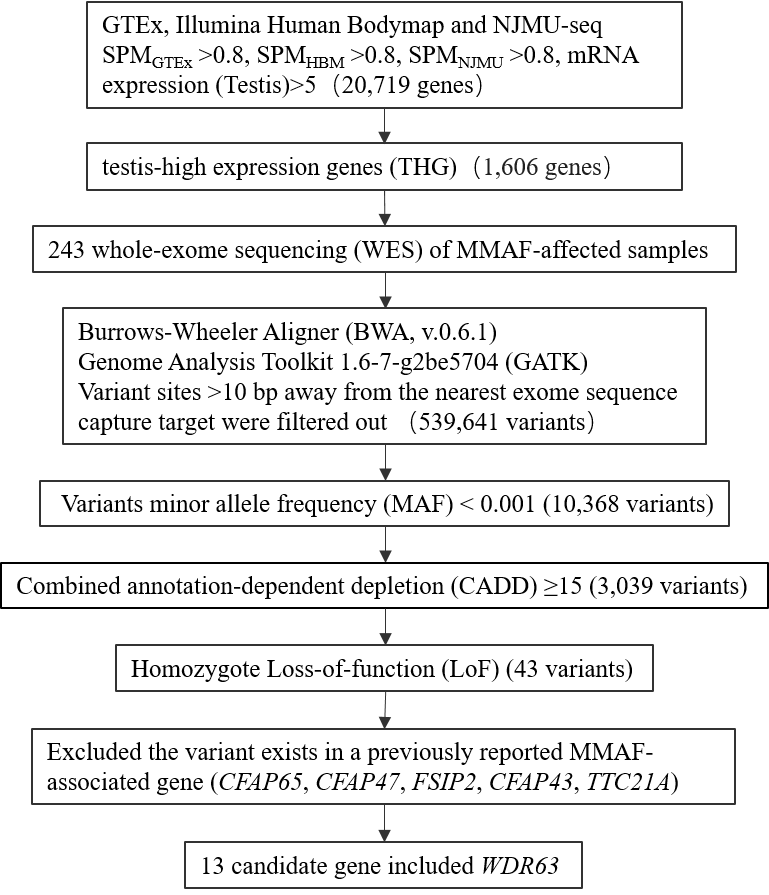 GTEx, Illumina Human Bodymap and NJMU-seq
SPMGTEx >0.8, SPMHBM >0.8, SPMNJMU >0.8, mRNA
expression (Testis)>5（20,719 genes）
testis-high expression genes (THG)（1,606 genes）
243 whole-exome sequencing (WES) of MMAF-affected samples
Burrows-Wheeler Aligner (BWA, v.0.6.1)
Genome Analysis Toolkit 1.6-7-g2be5704 (GATK)
Variant sites >10 bp away from the nearest exome sequence
capture target were filtered out （539,641 variants）
Variants minor allele frequency (MAF) < 0.001 (10,368 variants)
Combined annotation-dependent depletion (CADD) ≥15 (3,039 variants)
Homozygote Loss-of-function (LoF) (43 variants)
Excluded the variant exists in a previously reported MMAF-
associated gene (CFAP65, CFAP47, FSIP2, CFAP43, TTC21A)
13 candidate gene included WDR63